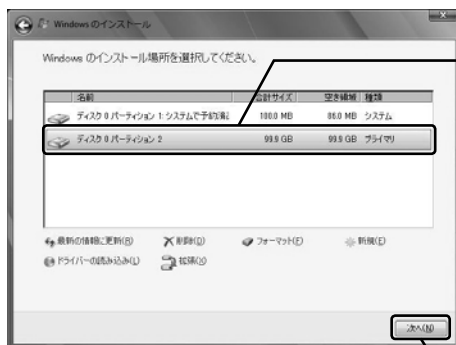 Windows のインストール
Windows のインストール場所を選択してください。
名前 合計サイズ 空き領域 種類
ディスク 0 パーティション 1: システムで予約済み 100.0 MB 86.0 MB システム
ディスク 0 パーティション 2 99.9 GB 99.9 GB プライマリ
最新の情報に更新(R) 削除(D) フォーマット(F) 新規(E)
ドライバーの読み込み(L) 拡張(X)
次へ(N)